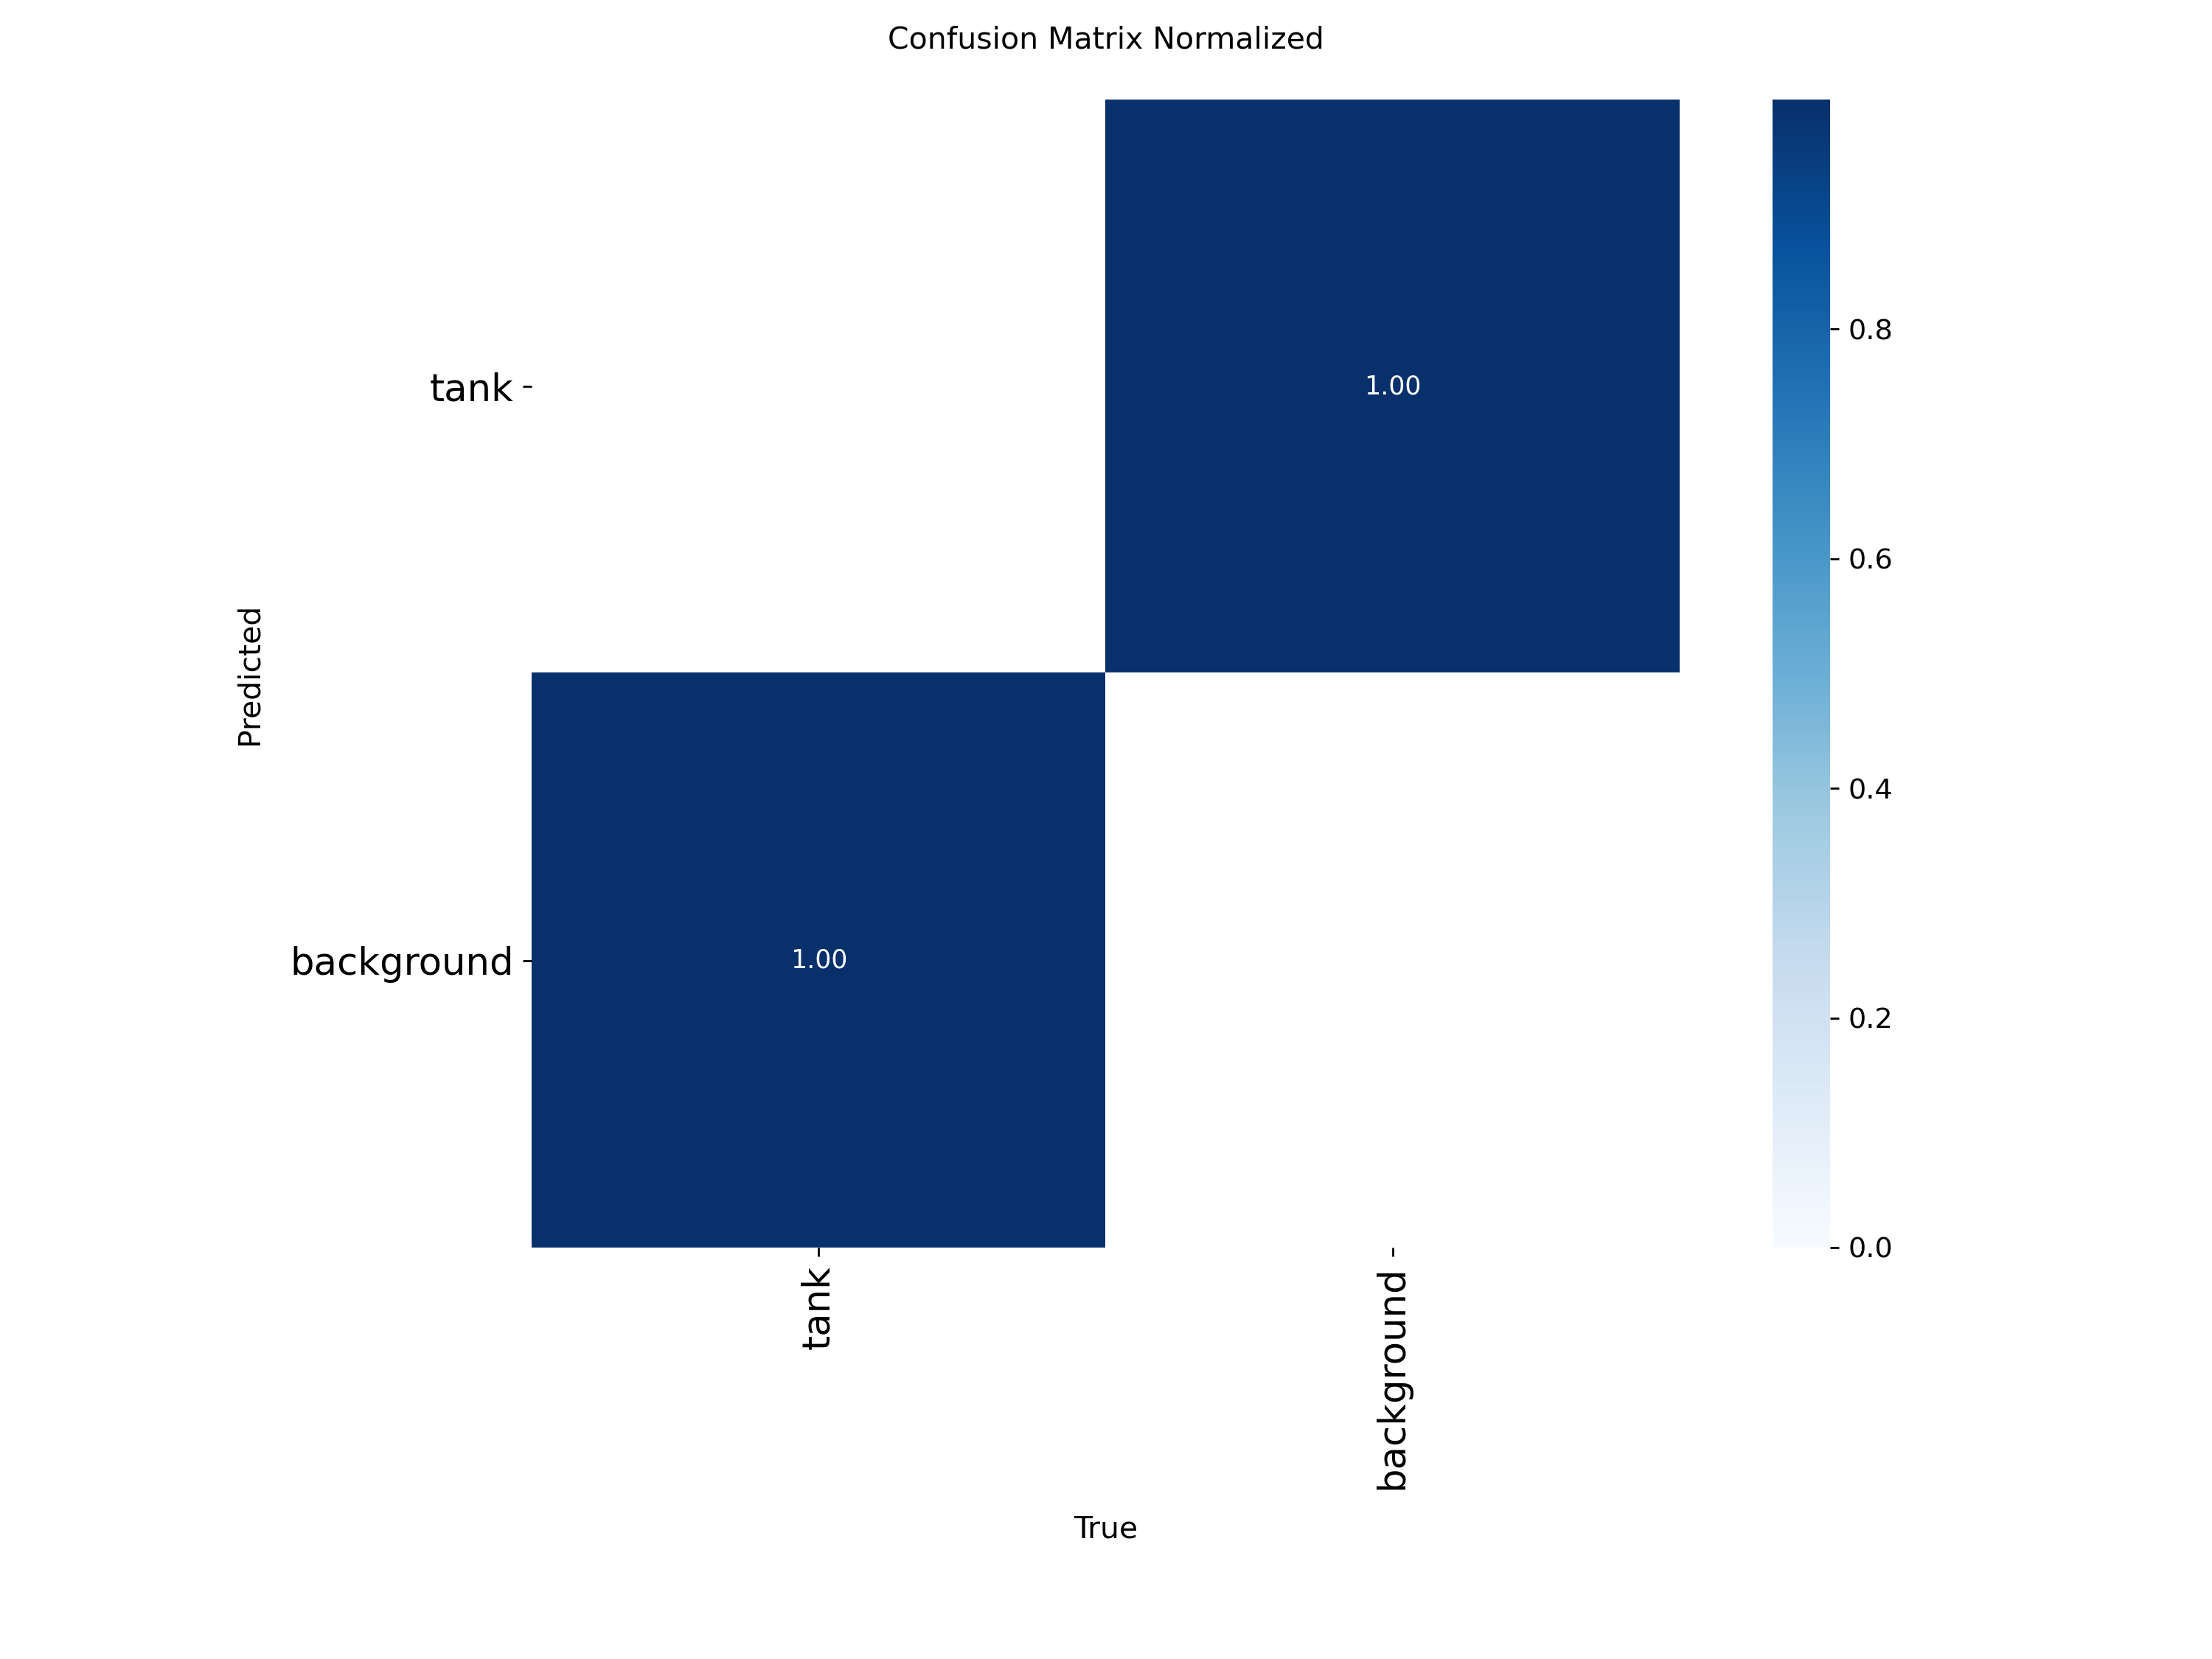 Confusion Matrix Normalized
tank
1.00
Predicted
background
1.00
tank
background
True
0.8
0.6
0.4
0.2
0.0